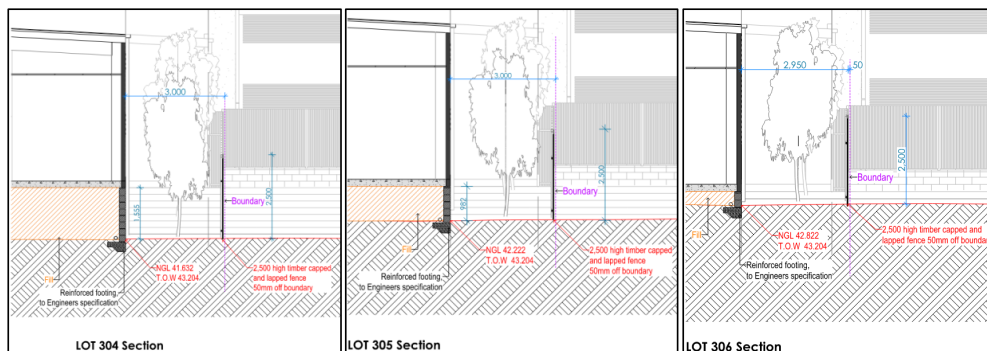 3,000
1,555
2,500
Boundary
Fill
NGL 41.632
T.O.W 43.204
2,500 high timber capped
and lapped fence
50mm off boundary
Reinforced footing,
to Engineers specification
LOT 304 Section
3,000
982
2,500
Boundary
Fill
NGL 42.222
T.O.W 43.204
2,500 high timber capped
and lapped fence
50mm off boundary
Reinforced footing,
to Engineers specification
LOT 305 Section
2,950
50
2,500
Boundary
Fill
NGL 42.822
T.O.W 43.204
2,500 high timber capped and
lapped fence 50mm off boundary
Reinforced footing,
to Engineers specification
LOT 306 Section